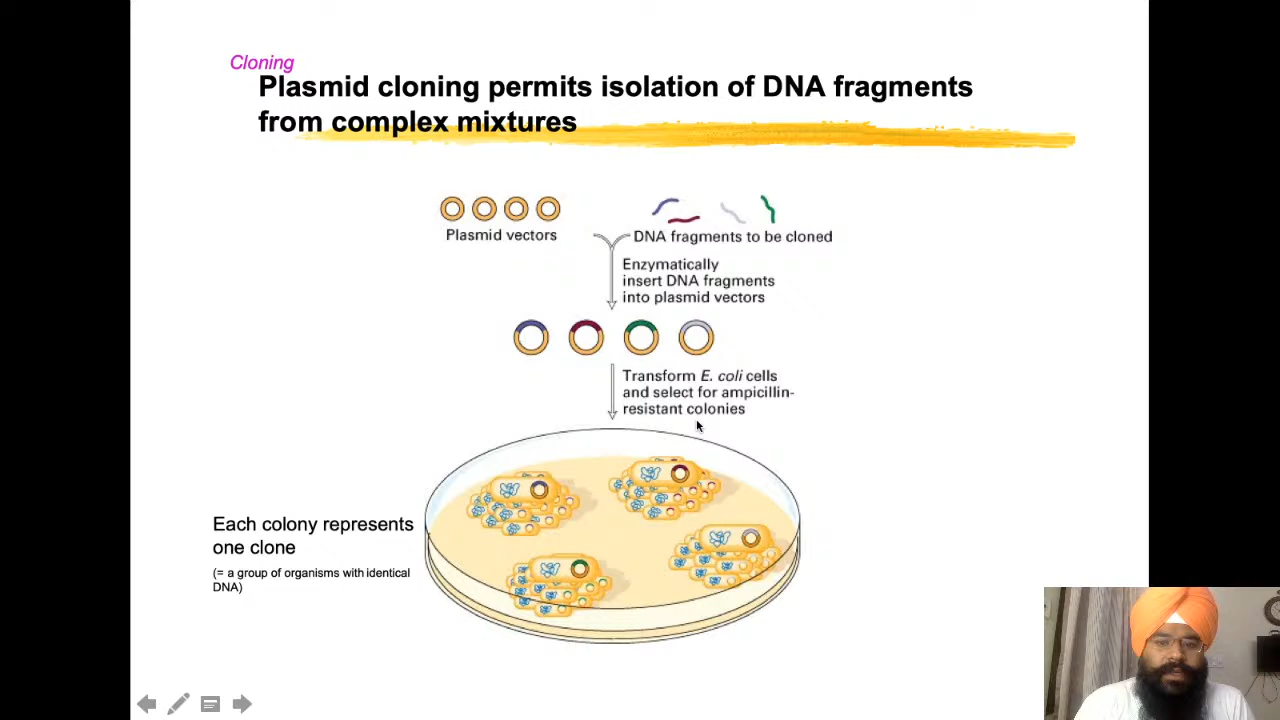 Cloning
Plasmid cloning permits isolation of DNA fragments
from complex mixtures
Plasmid vectors
DNA fragments to be cloned
Enzymatically
insert DNA fragments
into plasmid vectors
Transform E. coli cells
and select for ampicillin-
resistant colonies
Each colony represents
one clone
(= a group of organisms with identical
DNA)